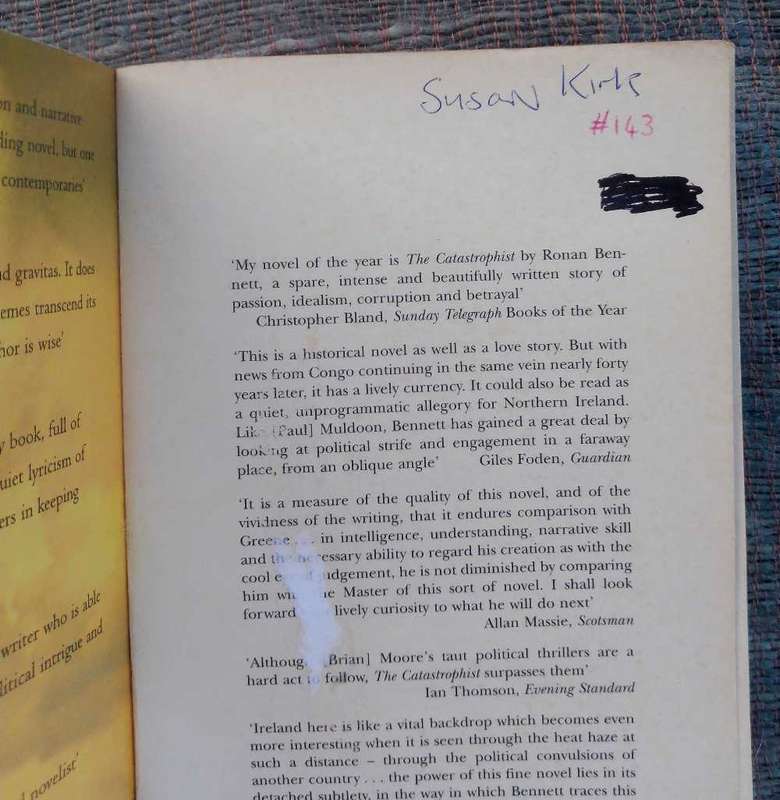 on and narrative
ding novel, but one
contemporaries'
d gravitas. It does
emes transcend its
hor is wise'
y book, full of
uiet lyricism of
ers in keeping
writer who is able
litical intrigue and
novelist'
Susan Kirk
#143
'My novel of the year is The Catastrophist by Ronan Ben-
nett, a spare, intense and beautifully written story of
passion, idealism, corruption and betrayal'
Christopher Bland, Sunday Telegraph Books of the Year
'This is a historical novel as well as a love story. But with
news from Congo continuing in the same vein nearly forty
years later, it has a lively currency. It could also be read as
a quiet, unprogrammatic allegory for Northern Ireland.
Like [Paul] Muldoon, Bennett has gained a great deal by
looking at political strife and engagement in a faraway
place, from an oblique angle' Giles Foden, Guardian
'It is a measure of the quality of this novel, and of the
vividness of the writing, that it endures comparison with
Greene . . . in intelligence, understanding, narrative skill
and the necessary ability to regard his creation as with the
cool judgement, he is not diminished by comparing
him the Master of this sort of novel. I shall look
forward lively curiosity to what he will do next'
Allan Massie, Scotsman
'Although [Brian] Moore's taut political thrillers are a
hard act to follow, The Catastrophist surpasses them'
Ian Thomson, Evening Standard
'Ireland here is like a vital backdrop which becomes even
more interesting when it is seen through the heat haze at
such a distance – through the political convulsions of
another country . . . the power of this fine novel lies in its
detached subtlety, in the way in which Bennett traces this